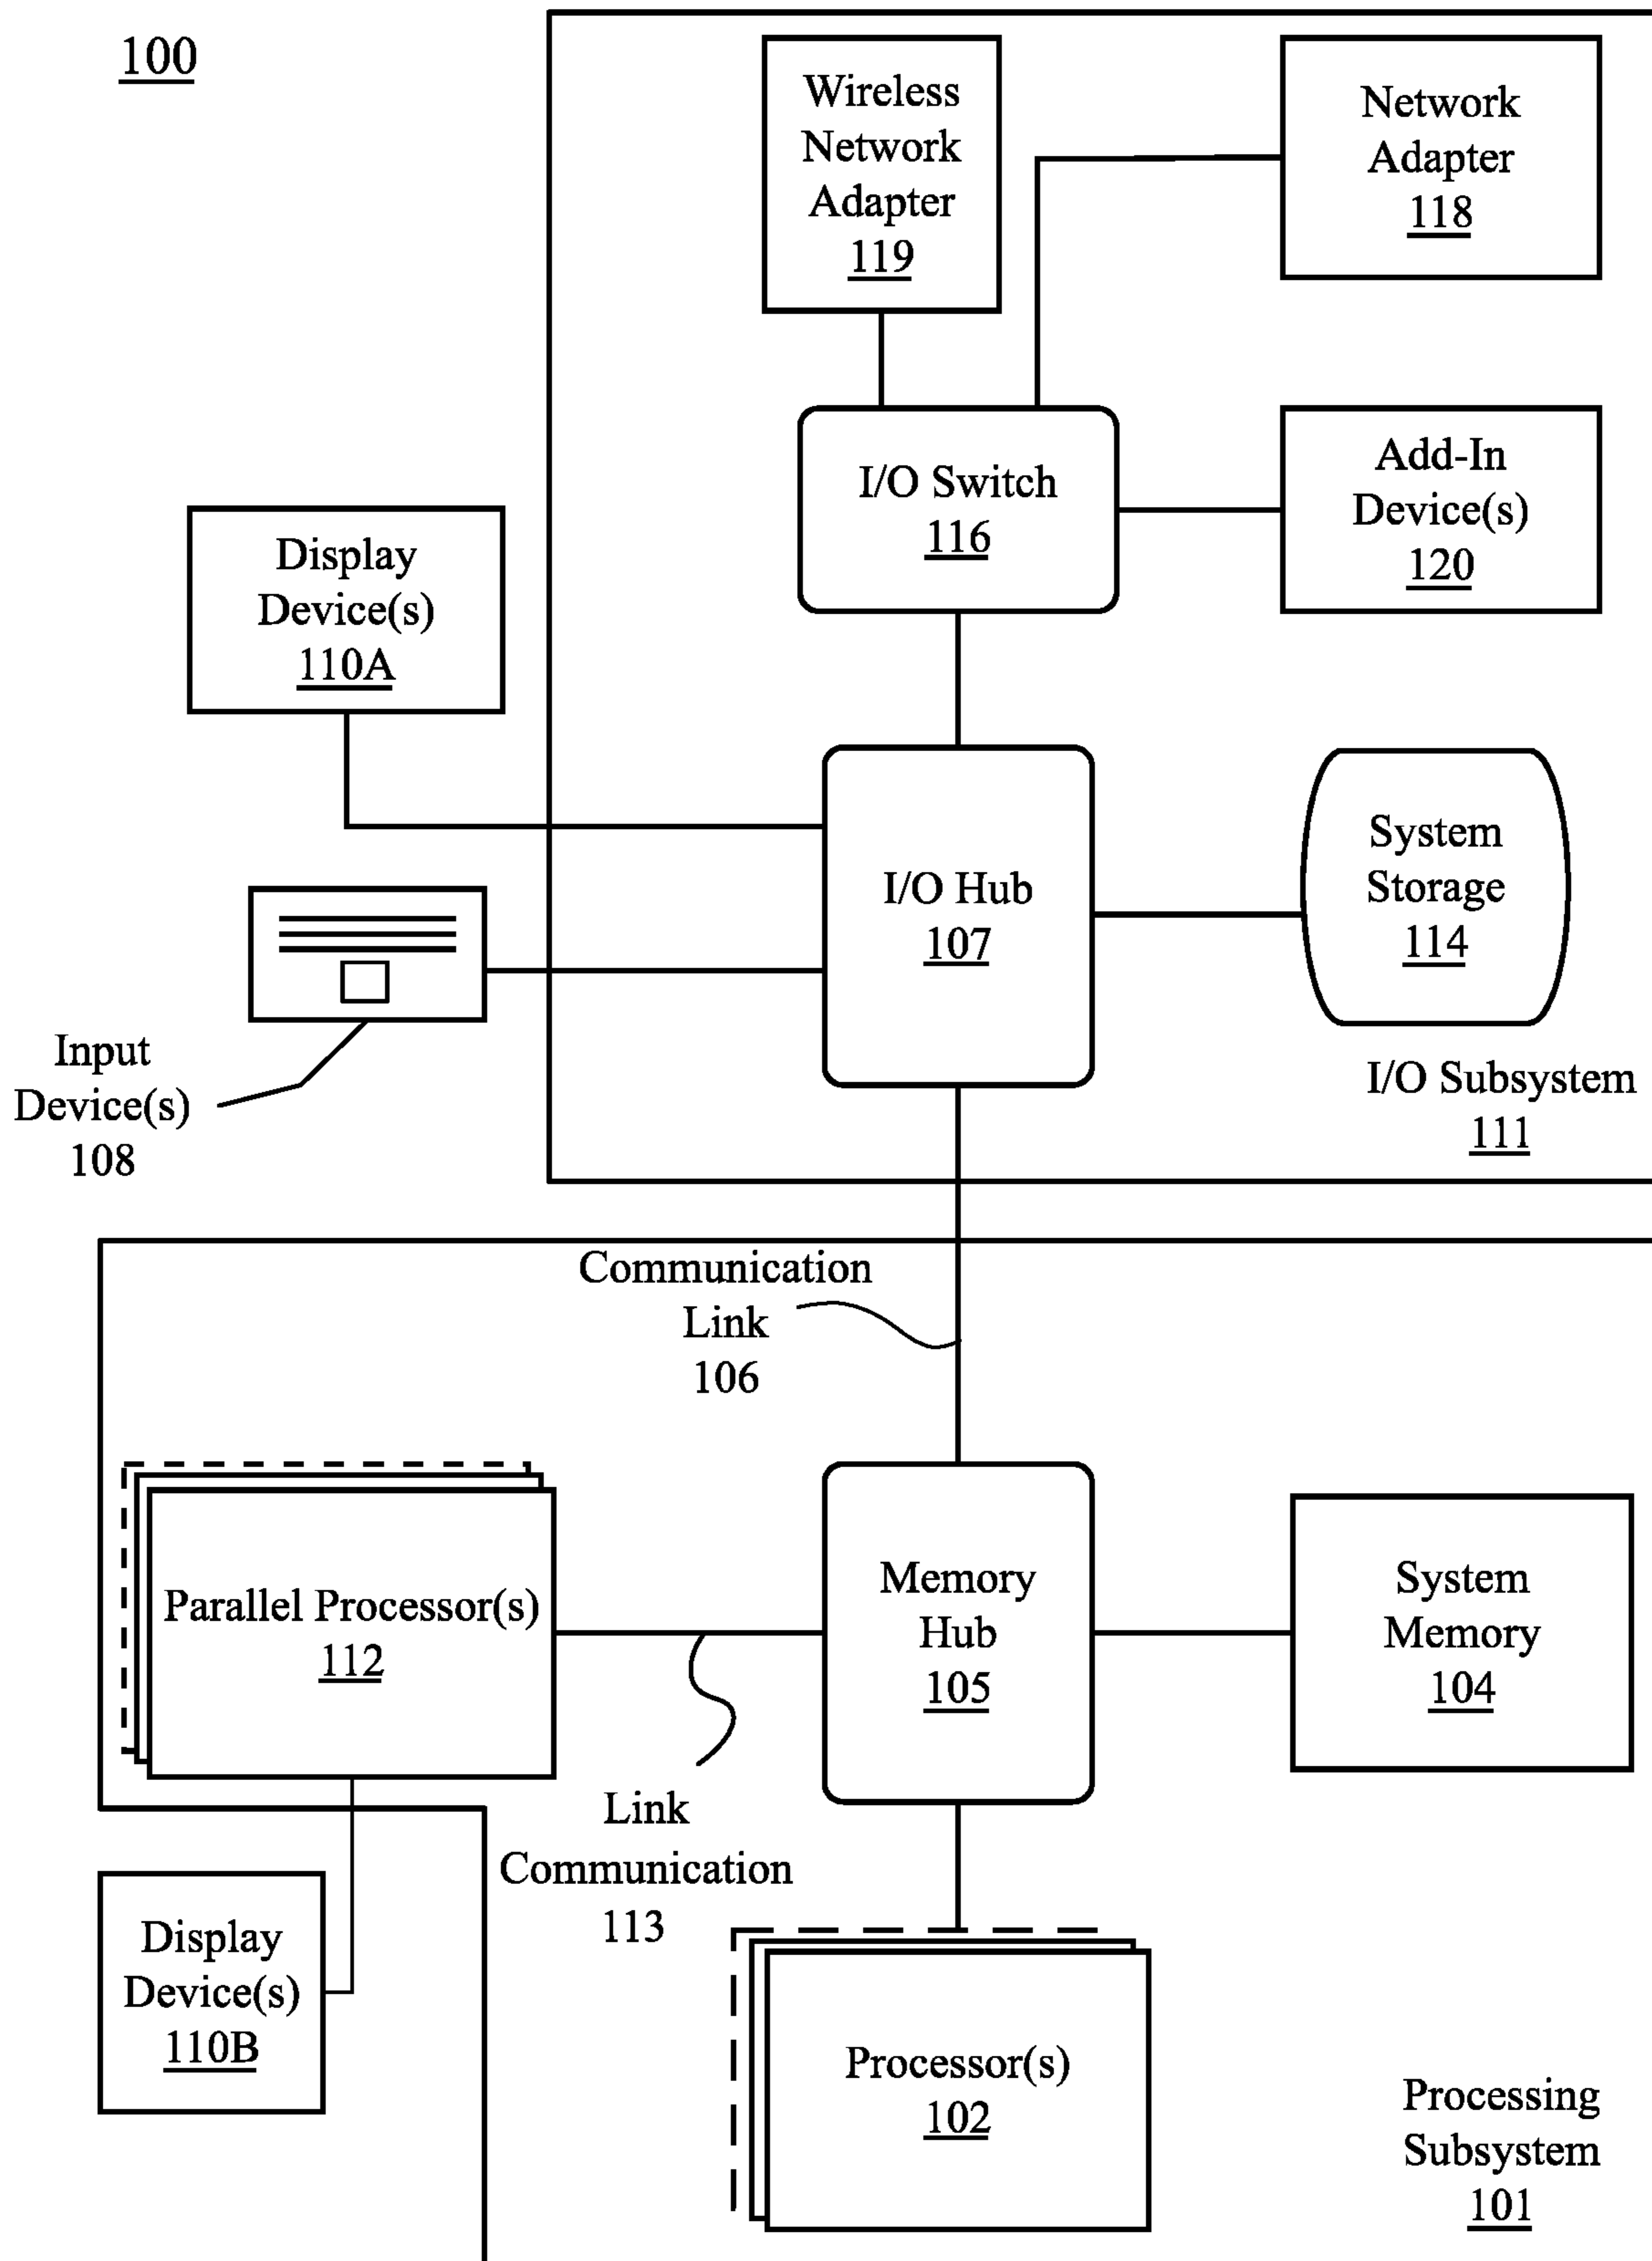 100
Wireless
Network
Adapter
119
Network
Adapter
118
I/O Switch
116
Add-In
Device(s)
120
Display
Device(s)
110A
I/O Hub
107
System
Storage
114
Input
Device(s)
108
I/O Subsystem
111
Communication
Link
106
Parallel Processor(s)
112
Memory
Hub
105
System
Memory
104
Link
Communication
113
Display
Device(s)
110B
Processor(s)
102
Processing
Subsystem
101